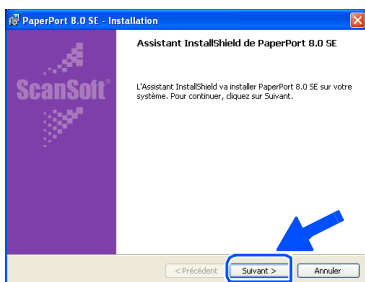 PaperPort 8.0 SE - Installation
Assistant InstallShield de PaperPort 8.0 SE
ScanSoft®
L'Assistant InstallShield va installer PaperPort 8.0 SE sur votre
système. Pour continuer, cliquez sur Suivant.
< Précédent
Suivant >
Annuler